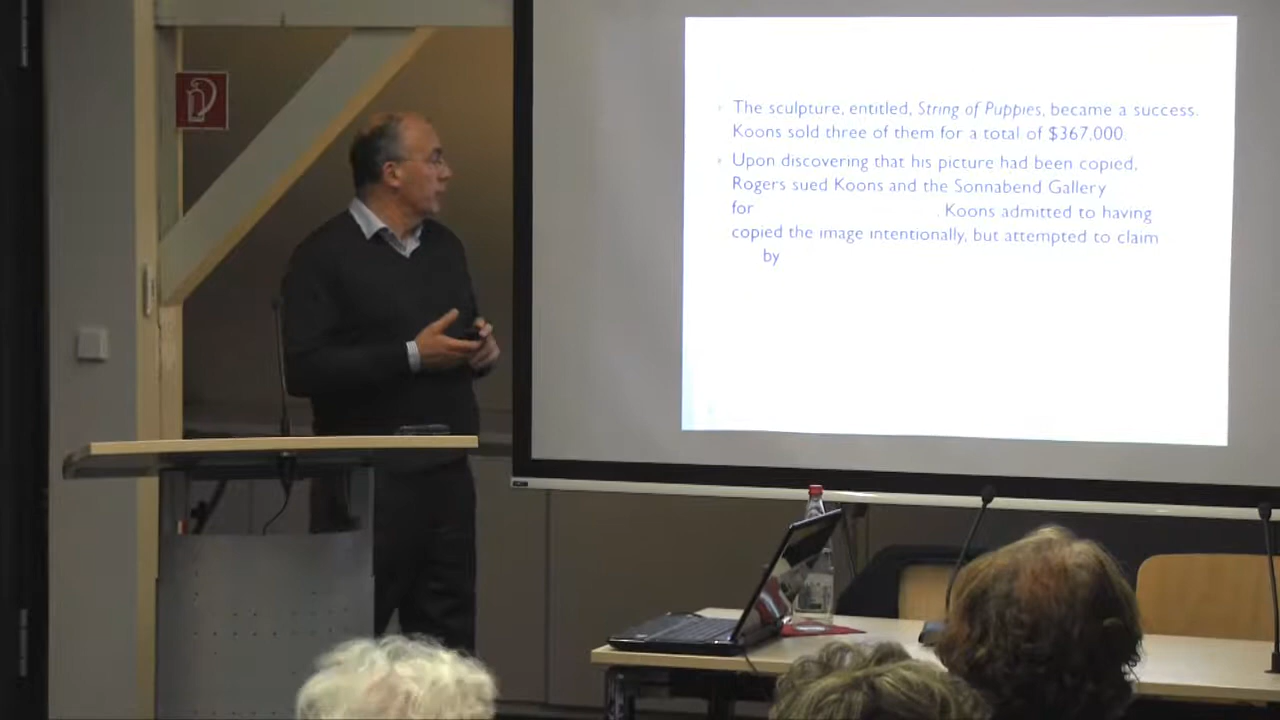 The sculpture, entitled, String of Puppies, became a success.
Koons sold three of them for a total of $367,000.
Upon discovering that his picture had been copied,
Rogers sued Koons and the Sonnabend Gallery
for . Koons admitted to having
copied the image intentionally, but attempted to claim
by